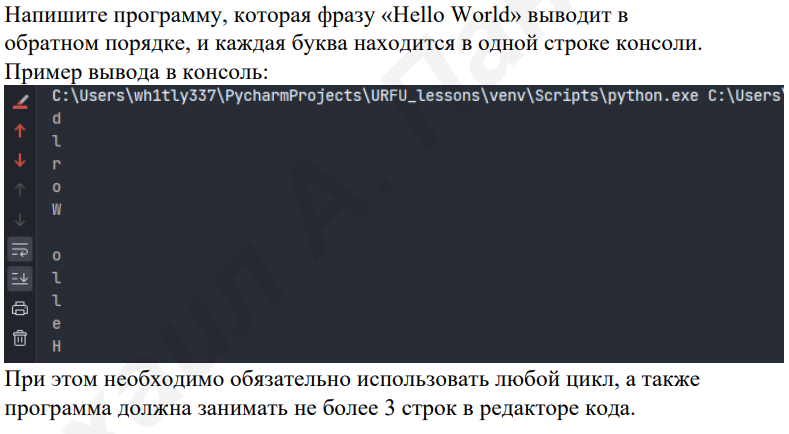 Напишите программу, которая фразу «Hello World» выводит в
обратном порядке, и каждая буква находится в одной строке консоли.
Пример вывода в консоль:
C:\Users\wh1tly337\PycharmProjects\URFU_lessons\venv\Scripts\python.exe C:\Users\
d
l
r
o
W
o
l
l
e
H
При этом необходимо обязательно использовать любой цикл, а также
программа должна занимать не более 3 строк в редакторе кода.